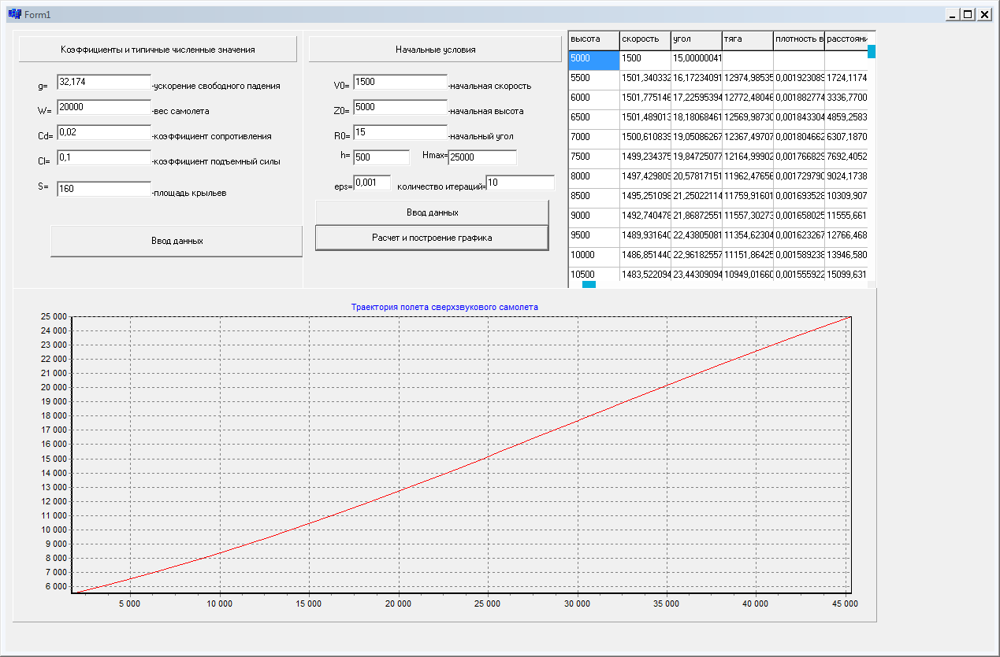 Form1
Коэффициенты и типичные численные значения
g= 32,174 -ускорение свободного падения
W= 20000 -вес самолета
Cd= 0,02 -коэффициент сопротивления
Cl= 0,1 -коэффициент подъемный силы
S= 160 -площадь крыльев
Ввод данных
Начальные условия
V0= 1500 -начальная скорость
Z0= 5000 -начальная высота
R0= 15 -начальный угол
h= 500 Hmax= 25000
eps= 0,001 количество итераций= 10
Ввод данных
Расчет и построение графика
высота скорость угол тяга плотность в расстояни
5000 1500 15,00000041
5500 1501,340332 16,17234091 12974,98535 0,001923089 1724,1174
6000 1501,775146 17,22595394 12772,48046 0,001882774 3336,7700
6500 1501,489013 18,18068461 12569,98730 0,001843304 4859,2583
7000 1500,610839 19,05086267 12367,49707 0,001804662 6307,1870
7500 1499,234375 19,84725077 12164,99902 0,001766829 7692,4052
8000 1497,429809 20,57817151 11962,47656 0,001729790 9024,1738
8500 1495,251098 21,25022114 11759,91601 0,001693528 10309,907
9000 1492,740478 21,86872551 11557,30273 0,001658025 11555,661
9500 1489,931640 22,43805081 11354,62304 0,001623267 12766,468
10000 1486,851440 22,96182557 11151,86425 0,001589238 13946,580
10500 1483,522094 23,44309094 10949,01660 0,001555922 15099,631
Траектория полета сверхзвукового самолета
25 000
24 000
23 000
22 000
21 000
20 000
19 000
18 000
17 000
16 000
15 000
14 000
13 000
12 000
11 000
10 000
9 000
8 000
7 000
6 000
5 000 10 000 15 000 20 000 25 000 30 000 35 000 40 000 45 000